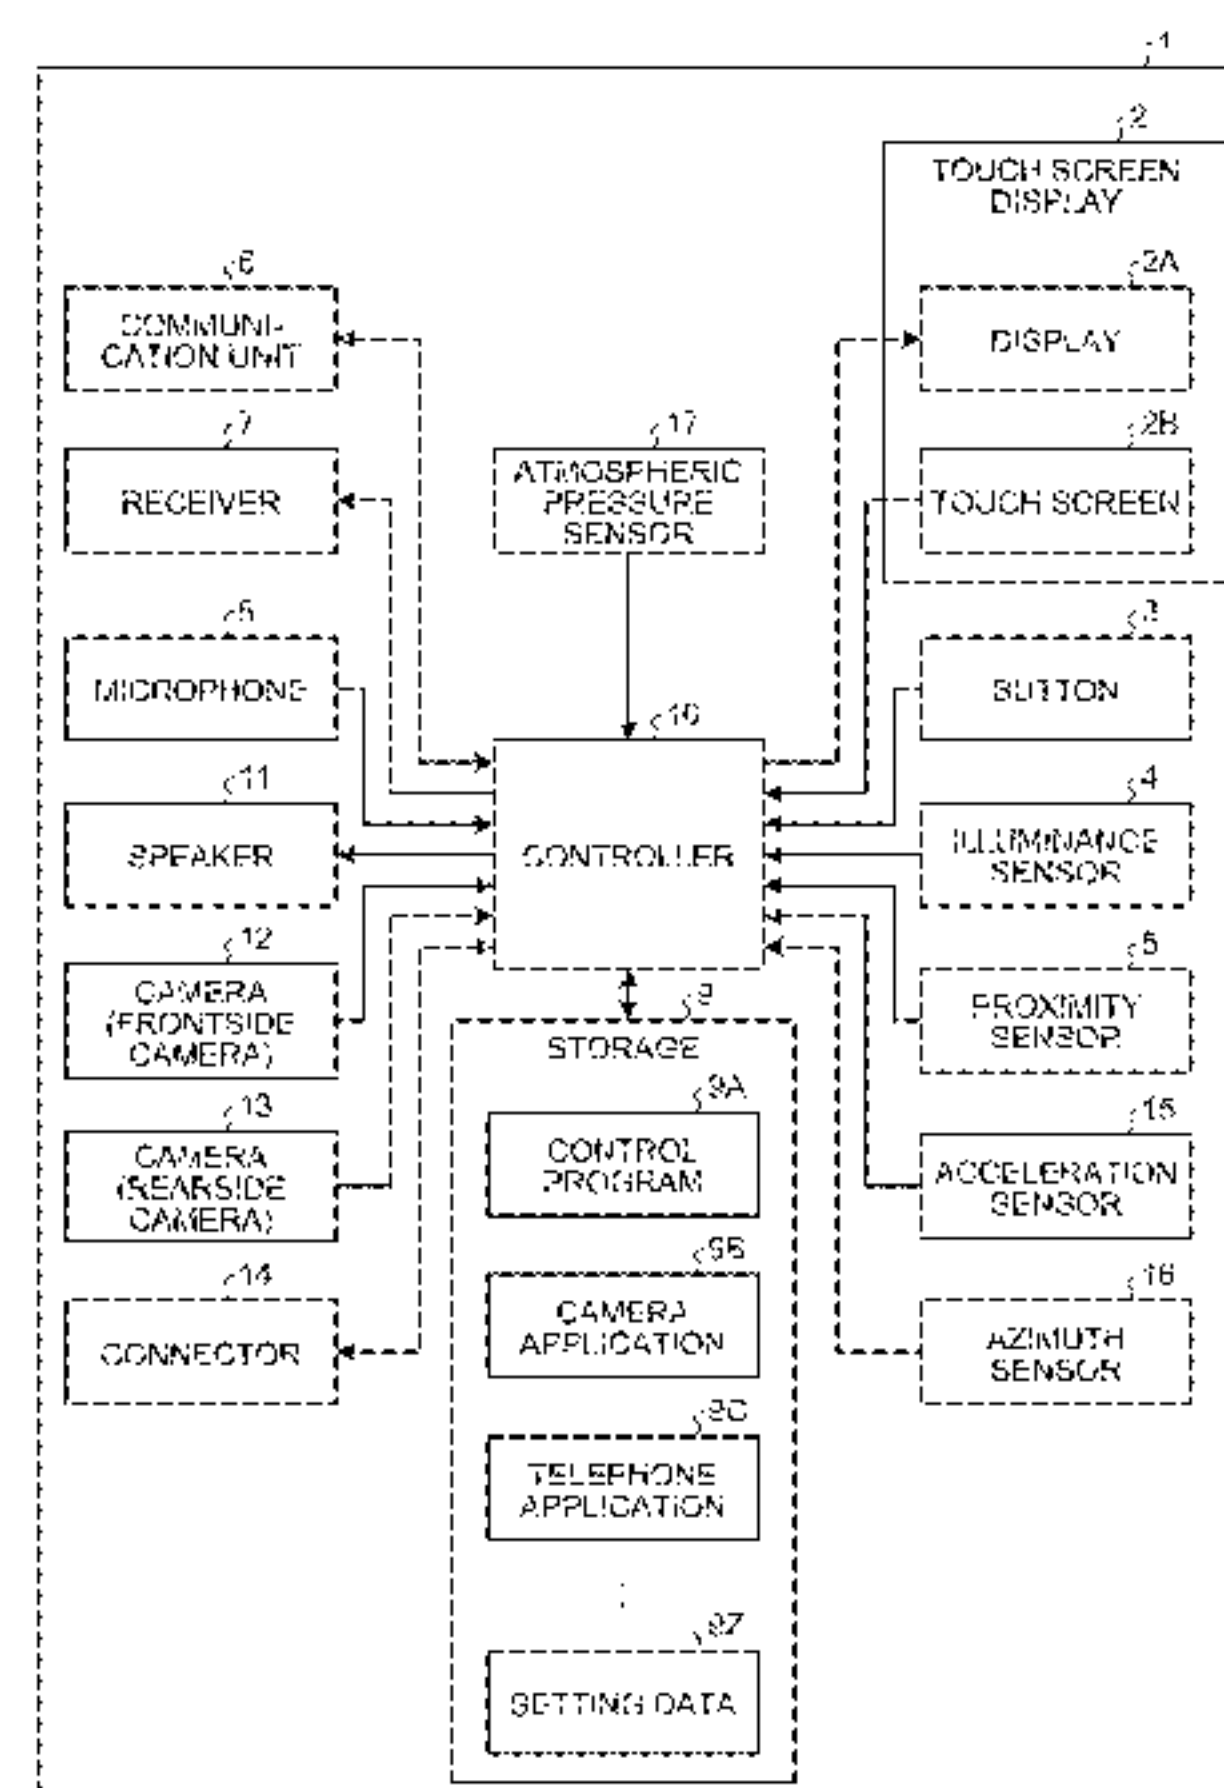 1
2
TOUCH SCREEN
DISPLAY
6
COMMUNI-
CATION UNIT
2A
DISPLAY
7
RECEIVER
17
ATMOSPHERIC
PRESSURE
SENSOR
2B
TOUCH SCREEN
MICROPHONE
3
BUTTON
10
CONTROLLER
11
SPEAKER
4
ILLUMINANCE
SENSOR
12
CAMERA
(FRONTSIDE
CAMERA)
5
PROXIMITY
SENSOR
9
STORAGE
9A
CONTROL
PROGRAM
13
CAMERA
(REARSIDE
CAMERA)
15
ACCELERATION
SENSOR
9B
CAMERA
APPLICATION
14
CONNECTOR
16
AZIMUTH
SENSOR
9C
TELEPHONE
APPLICATION
9Z
SETTING DATA